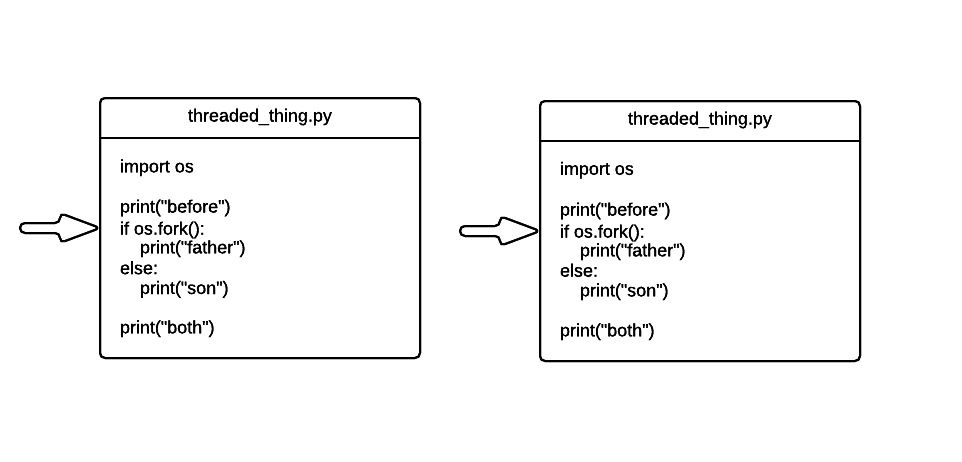 threaded_thing.py
import os
print("before")
if os.fork():
print("father")
else:
print("son")
print("both")
threaded_thing.py
import os
print("before")
if os.fork():
print("father")
else:
print("son")
print("both")